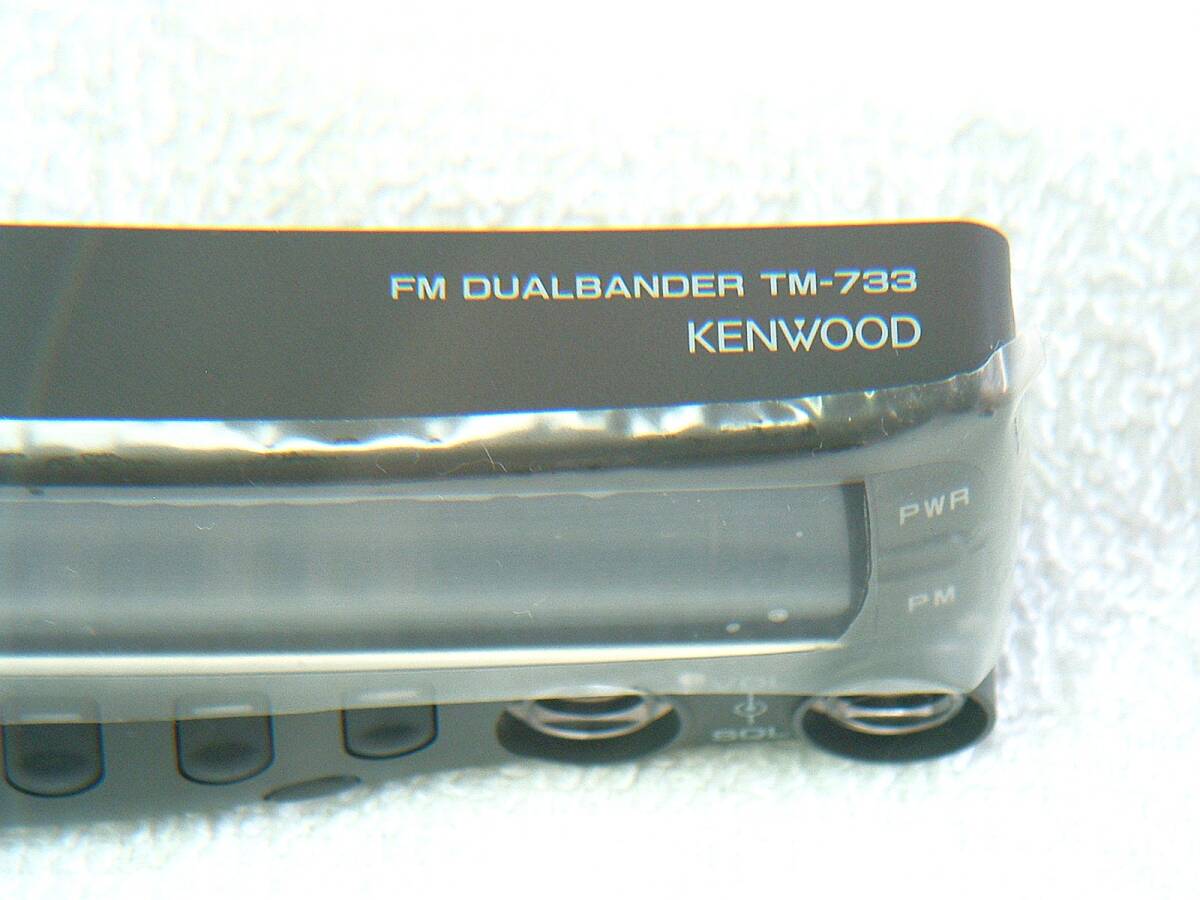 FM DUALBANDER TM-733
KENWOOD
PWR
PM
VOL
SQL